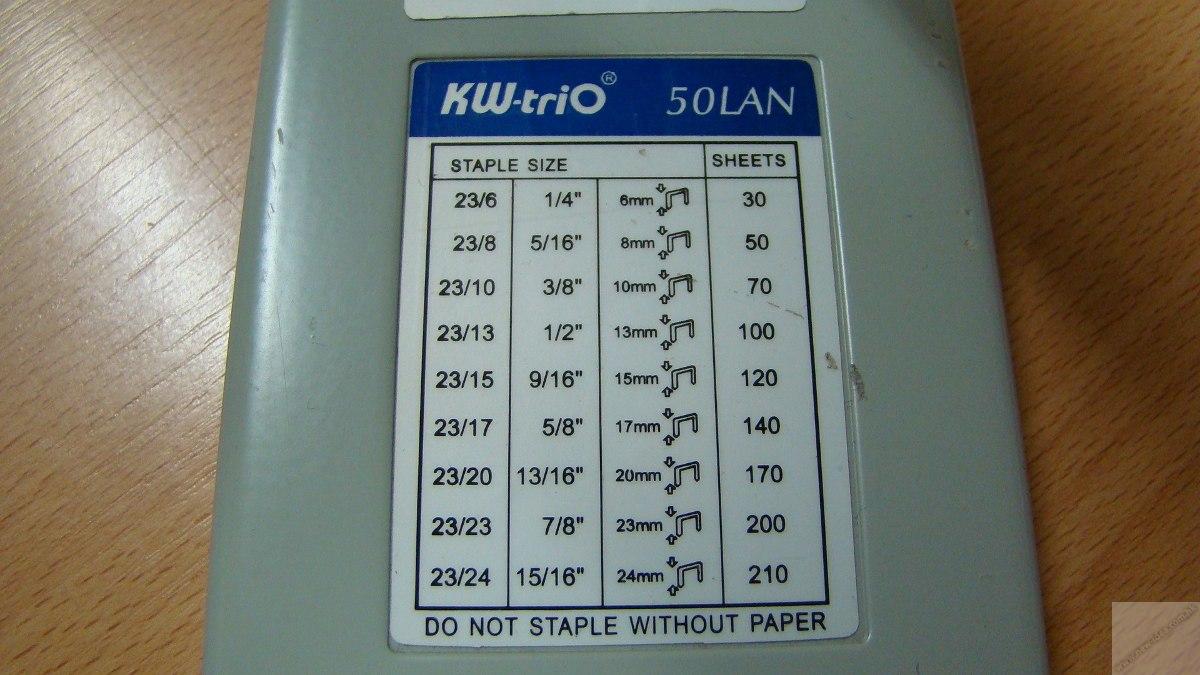 KW-triO® 50LAN
STAPLE SIZE SHEETS
23/6 1/4" 6mm 30
23/8 5/16" 8mm 50
23/10 3/8" 10mm 70
23/13 1/2" 13mm 100
23/15 9/16" 15mm 120
23/17 5/8" 17mm 140
23/20 13/16" 20mm 170
23/23 7/8" 23mm 200
23/24 15/16" 24mm 210
DO NOT STAPLE WITHOUT PAPER